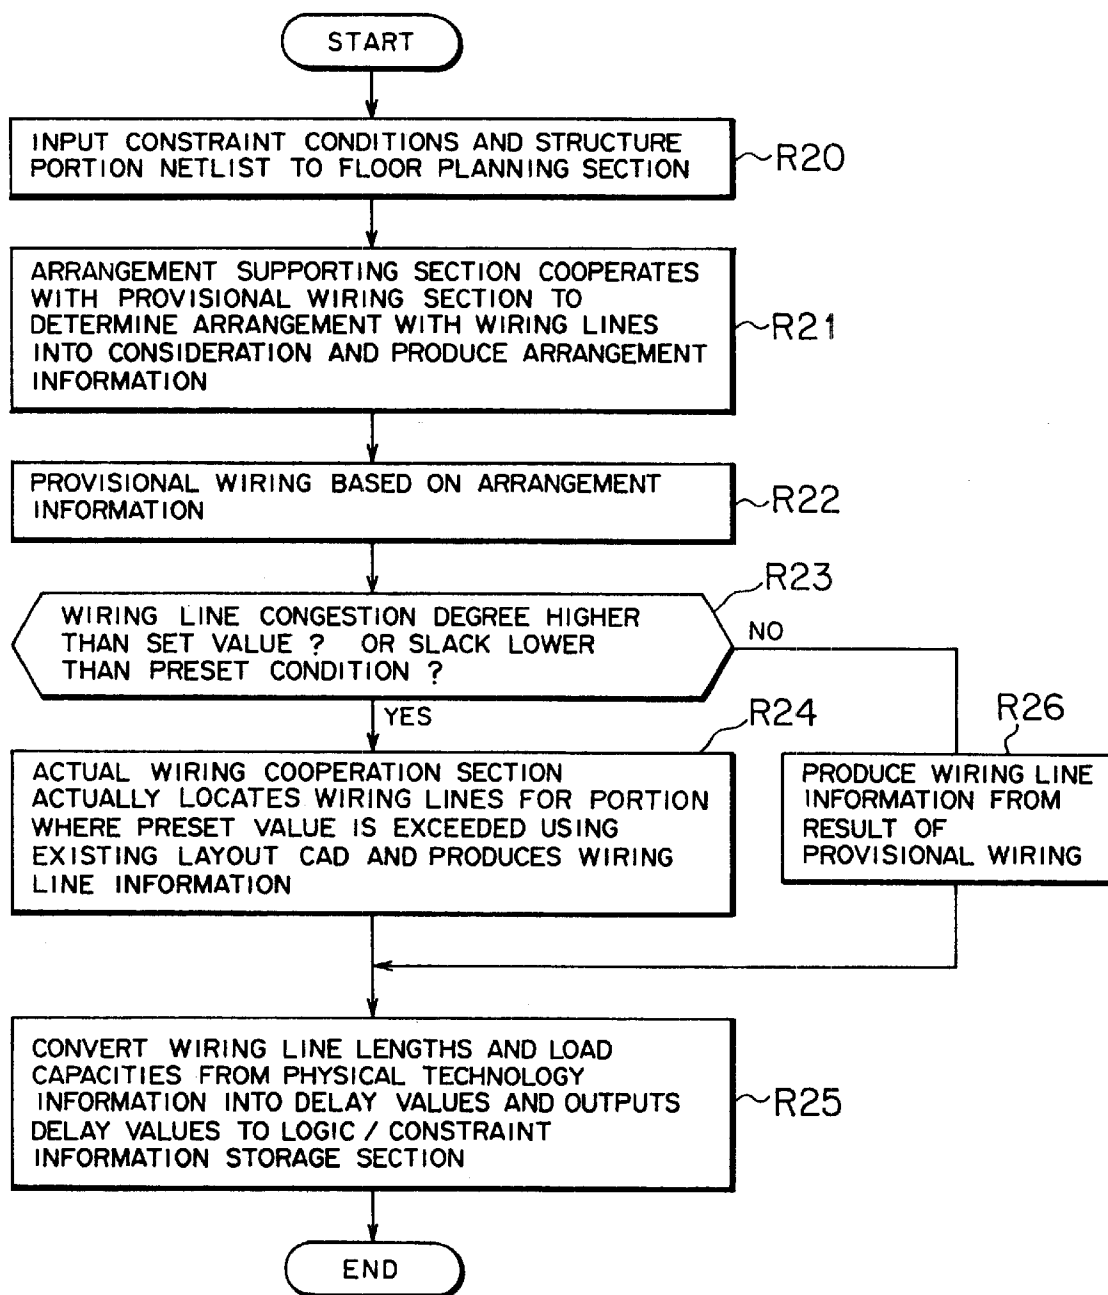 START
INPUT CONSTRAINT CONDITIONS AND STRUCTURE
PORTION NETLIST TO FLOOR PLANNING SECTION
R20
ARRANGEMENT SUPPORTING SECTION COOPERATES
WITH PROVISIONAL WIRING SECTION TO
DETERMINE ARRANGEMENT WITH WIRING LINES
INTO CONSIDERATION AND PRODUCE ARRANGEMENT
INFORMATION
R21
PROVISIONAL WIRING BASED ON ARRANGEMENT
INFORMATION
R22
R23
WIRING LINE CONGESTION DEGREE HIGHER
THAN SET VALUE ? OR SLACK LOWER
THAN PRESET CONDITION ?
NO
YES
R24
ACTUAL WIRING COOPERATION SECTION
ACTUALLY LOCATES WIRING LINES FOR PORTION
WHERE PRESET VALUE IS EXCEEDED USING
EXISTING LAYOUT CAD AND PRODUCES WIRING
LINE INFORMATION
R26
PRODUCE WIRING LINE
INFORMATION FROM
RESULT OF
PROVISIONAL WIRING
CONVERT WIRING LINE LENGTHS AND LOAD
CAPACITIES FROM PHYSICAL TECHNOLOGY
INFORMATION INTO DELAY VALUES AND OUTPUTS
DELAY VALUES TO LOGIC / CONSTRAINT
INFORMATION STORAGE SECTION
R25
END